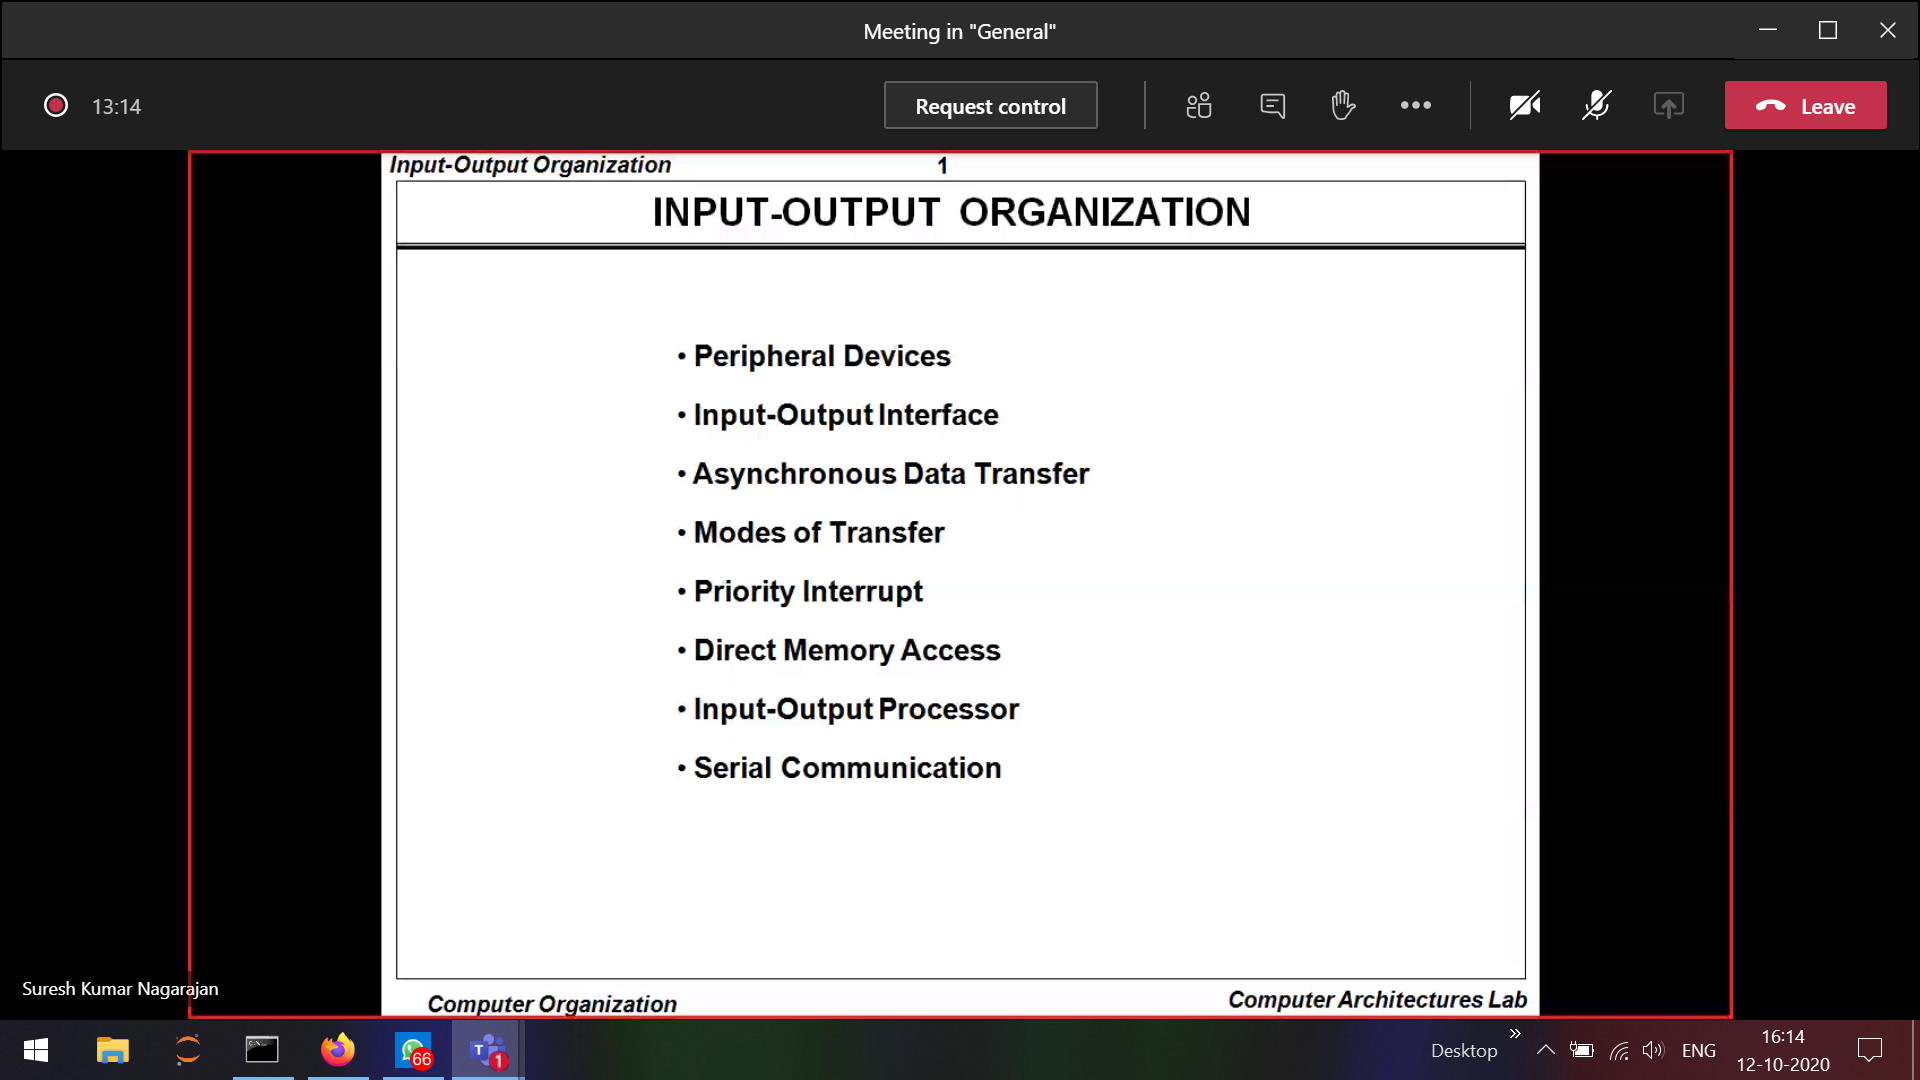 Meeting in "General"
13:14
Request control
Leave
Input-Output Organization
1
INPUT-OUTPUT ORGANIZATION
• Peripheral Devices
• Input-Output Interface
• Asynchronous Data Transfer
• Modes of Transfer
• Priority Interrupt
• Direct Memory Access
• Input-Output Processor
• Serial Communication
Suresh Kumar Nagarajan
Computer Organization
Computer Architectures Lab
66
T
1
Desktop
ENG
16:14
12-10-2020